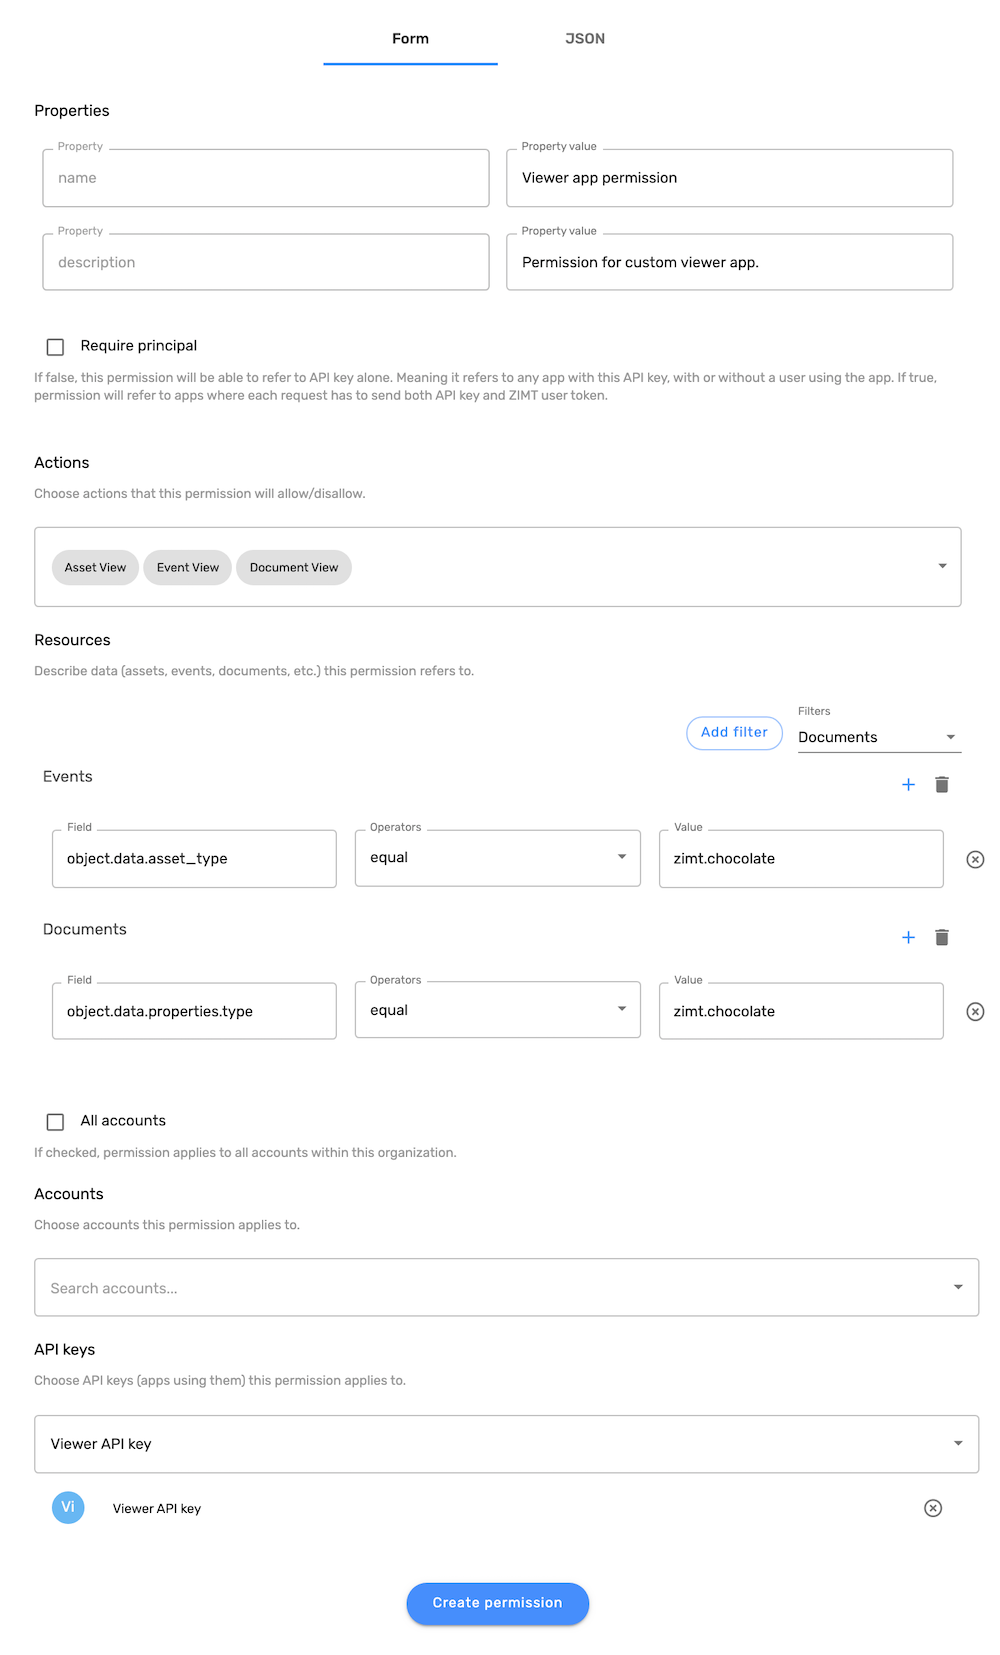 Form JSON
Properties
Property Property value
name Viewer app permission
Property Property value
description Permission for custom viewer app.
Require principal
If false, this permission will be able to refer to API key alone. Meaning it refers to any app with this API key, with or without a user using the app. If true,
permission will refer to apps where each request has to send both API key and ZIMT user token.
Actions
Choose actions that this permission will allow/disallow.
Asset View Event View Document View
Resources
Describe data (assets, events, documents, etc.) this permission refers to.
Filters
Add filter Documents
Events
Field Operators Value
object.data.asset_type equal zimt.chocolate
Documents
Field Operators Value
object.data.properties.type equal zimt.chocolate
All accounts
If checked, permission applies to all accounts within this organization.
Accounts
Choose accounts this permission applies to.
Search accounts...
API keys
Choose API keys (apps using them) this permission applies to.
Viewer API key
Vi Viewer API key
Create permission